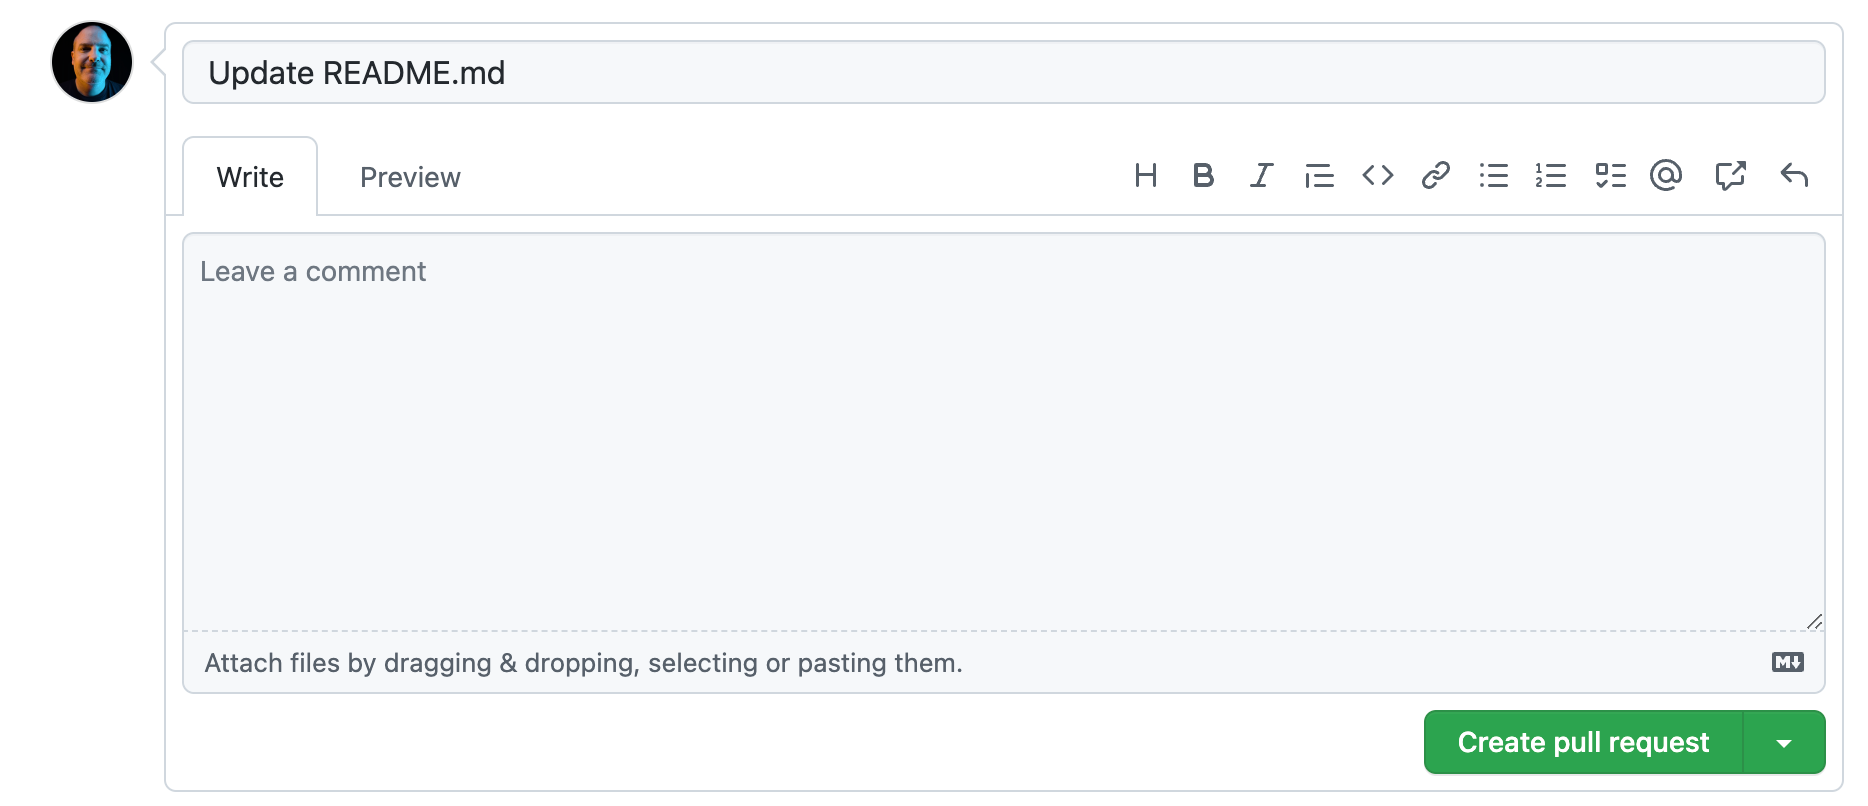 Update README.md
Write Preview H B I <> @
Leave a comment
Attach files by dragging & dropping, selecting or pasting them. M
Create pull request